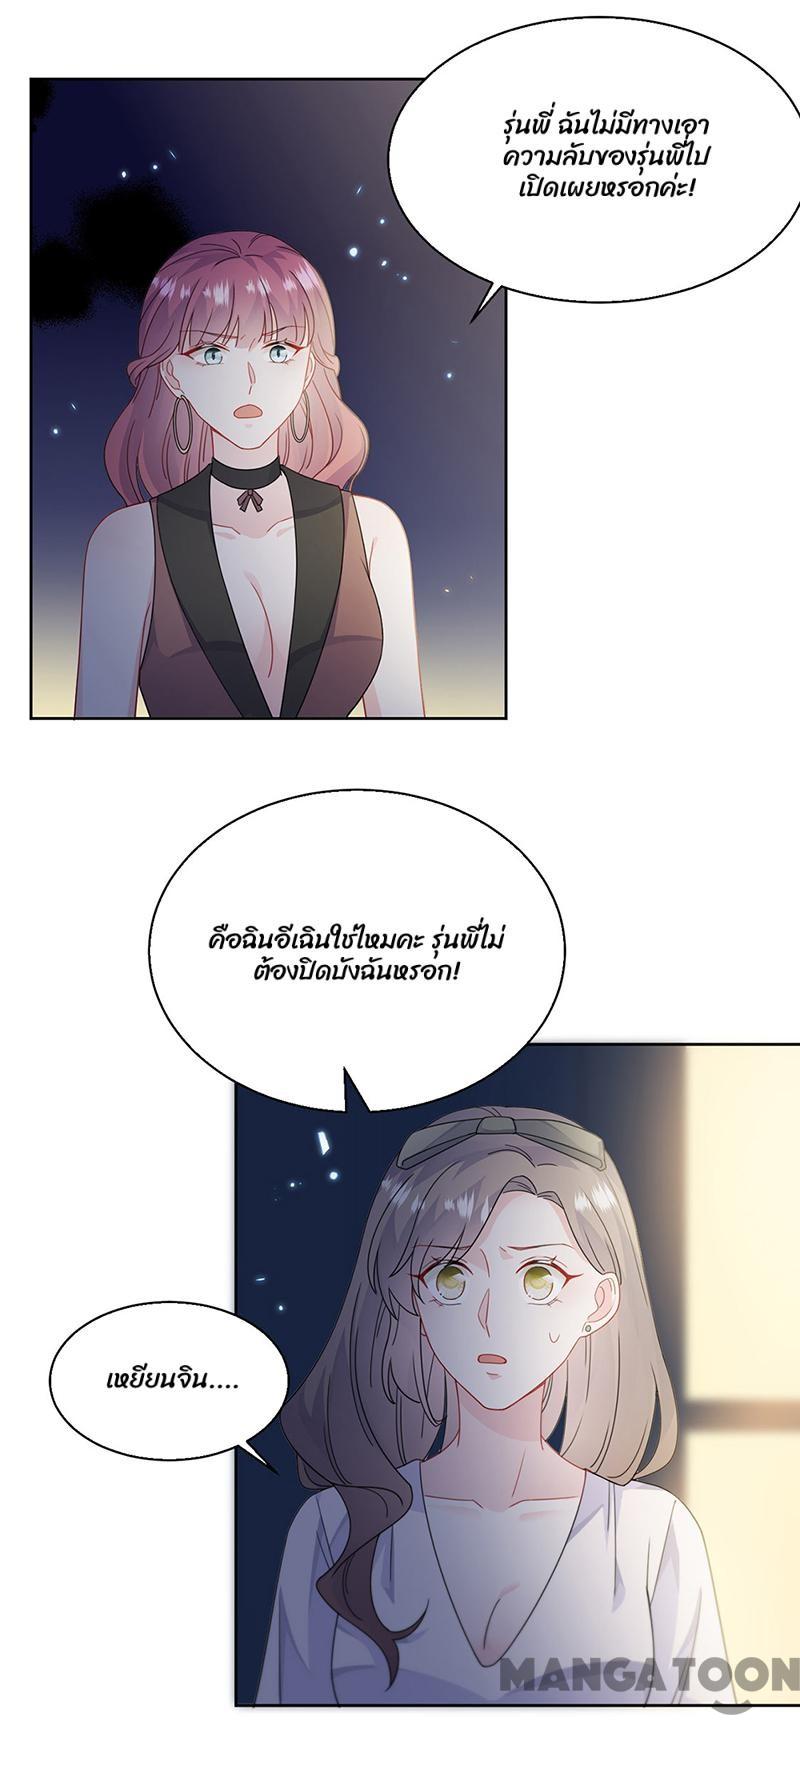 รุ่นพี่ ฉันไม่มีทางเอา
ความลับของรุ่นพี่ไป
เปิดเผยหรอกค่ะ!
คือฉินอีเฉินใช่ไหมคะ รุ่นพี่ไม่
ต้องปิดบังฉันหรอก!
เหยียนจิน....
MANGATOON